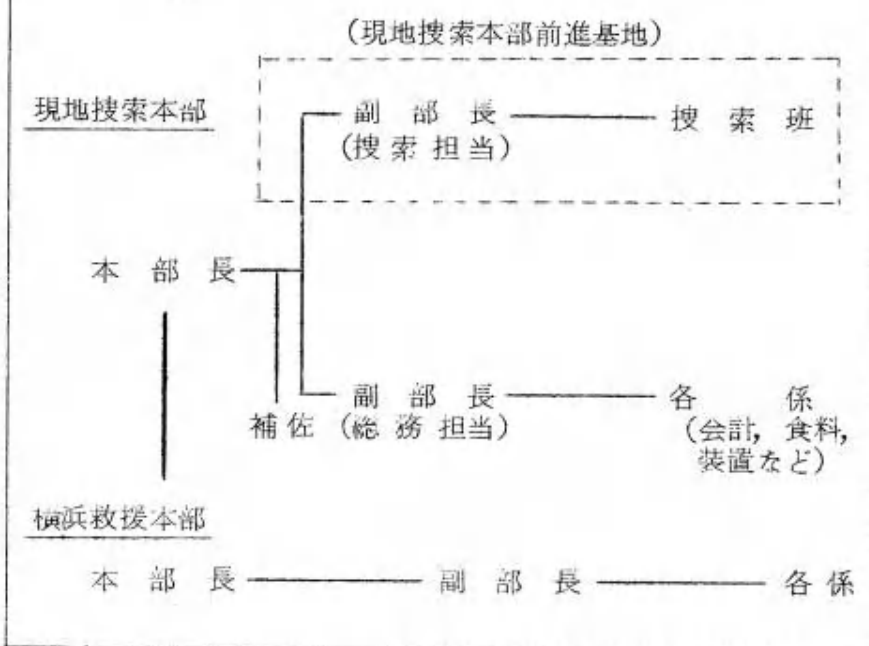 (現地捜索本部前進基地)
現地捜索本部
副部長 捜索班
(捜索担当)
本部長
副部長 各係
補佐 (総務担当) (会計, 食料,
装置など)
横浜救援本部
本部長 副部長 各係